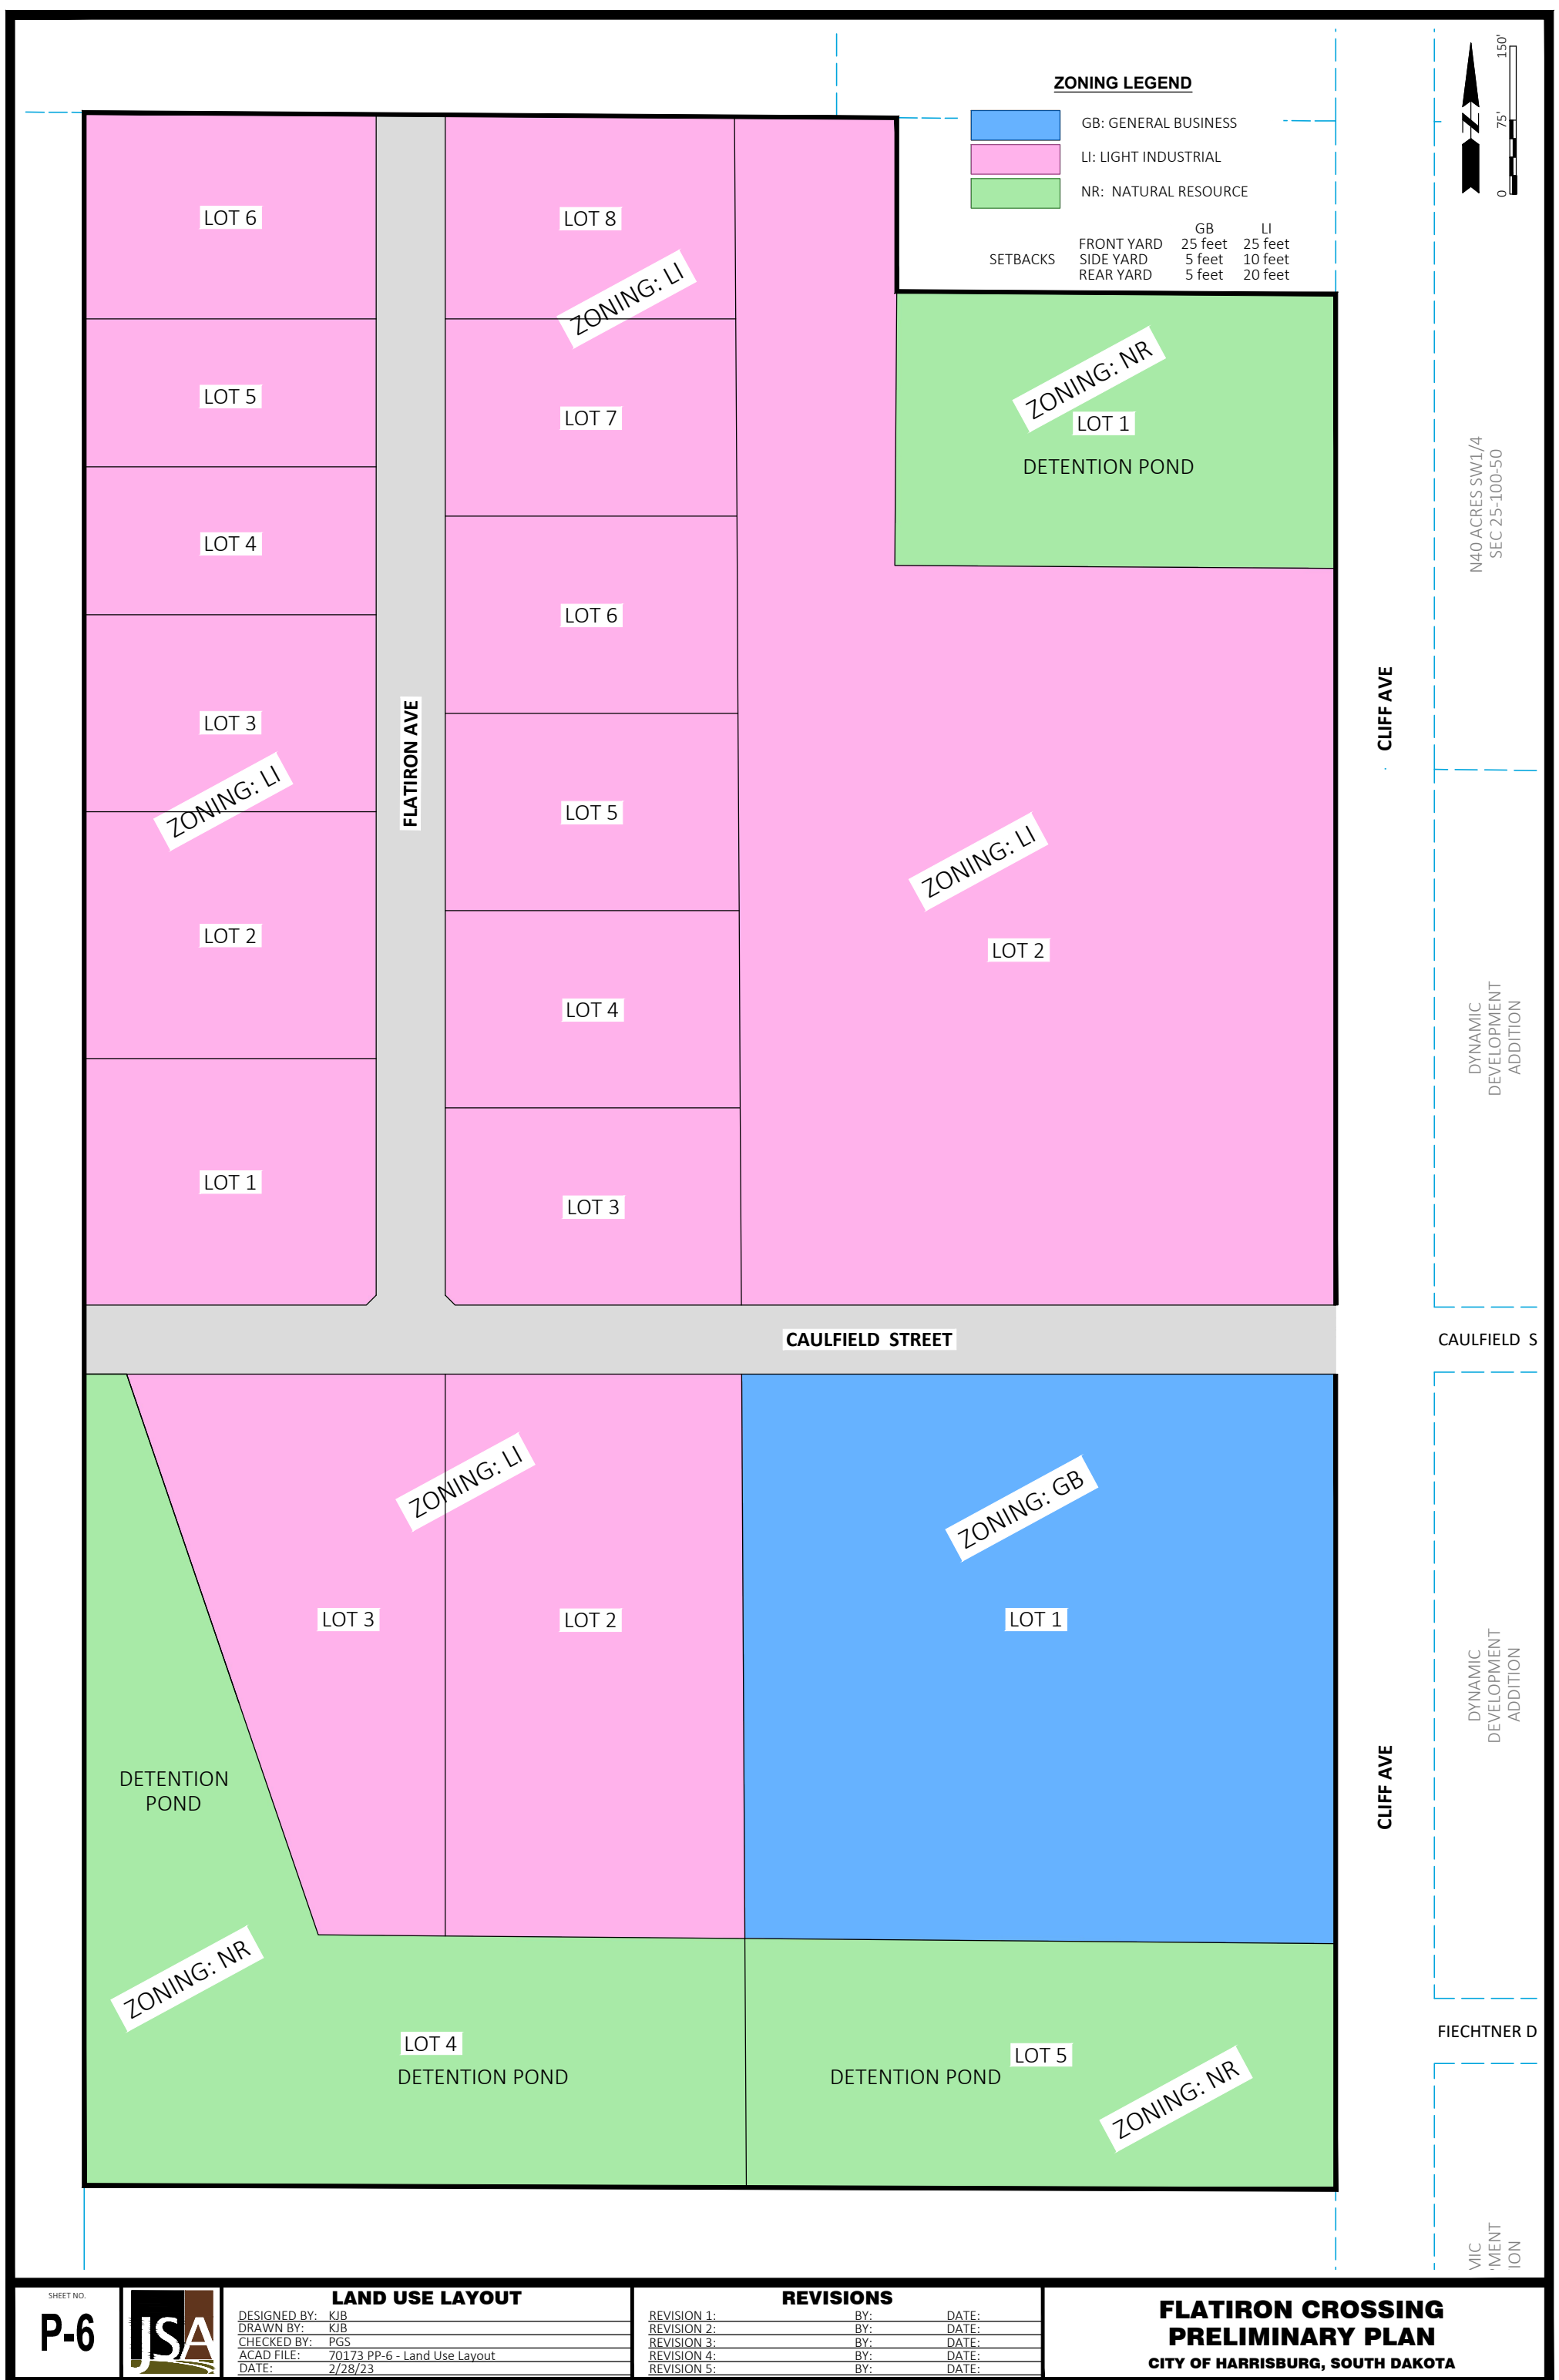 ZONING LEGEND
GB: GENERAL BUSINESS
LI: LIGHT INDUSTRIAL
NR: NATURAL RESOURCE
GB LI
FRONT YARD 25 feet 25 feet
SETBACKS SIDE YARD 5 feet 10 feet
REAR YARD 5 feet 20 feet
N
0 75' 150'
LOT 6
LOT 5
LOT 4
LOT 3
ZONING: LI
LOT 2
LOT 1
FLATIRON AVE
LOT 8
ZONING: LI
LOT 7
LOT 6
LOT 5
LOT 4
LOT 3
ZONING: NR
LOT 1
DETENTION POND
ZONING: LI
LOT 2
CLIFF AVE
N40 ACRES SW1/4
SEC 25-100-50
DYNAMIC
DEVELOPMENT
ADDITION
CAULFIELD STREET
CAULFIELD S
ZONING: LI
LOT 3
LOT 2
ZONING: GB
LOT 1
DETENTION
POND
ZONING: NR
LOT 4
DETENTION POND
LOT 5
DETENTION POND
ZONING: NR
CLIFF AVE
DYNAMIC
DEVELOPMENT
ADDITION
FIECHTNER D
MIC
MENT
ION
SHEET NO.
P-6
JSA
LAND USE LAYOUT
DESIGNED BY: KJB
DRAWN BY: KJB
CHECKED BY: PGS
ACAD FILE: 70173 PP-6 - Land Use Layout
DATE: 2/28/23
REVISIONS
REVISION 1: BY: DATE:
REVISION 2: BY: DATE:
REVISION 3: BY: DATE:
REVISION 4: BY: DATE:
REVISION 5: BY: DATE:
FLATIRON CROSSING
PRELIMINARY PLAN
CITY OF HARRISBURG, SOUTH DAKOTA